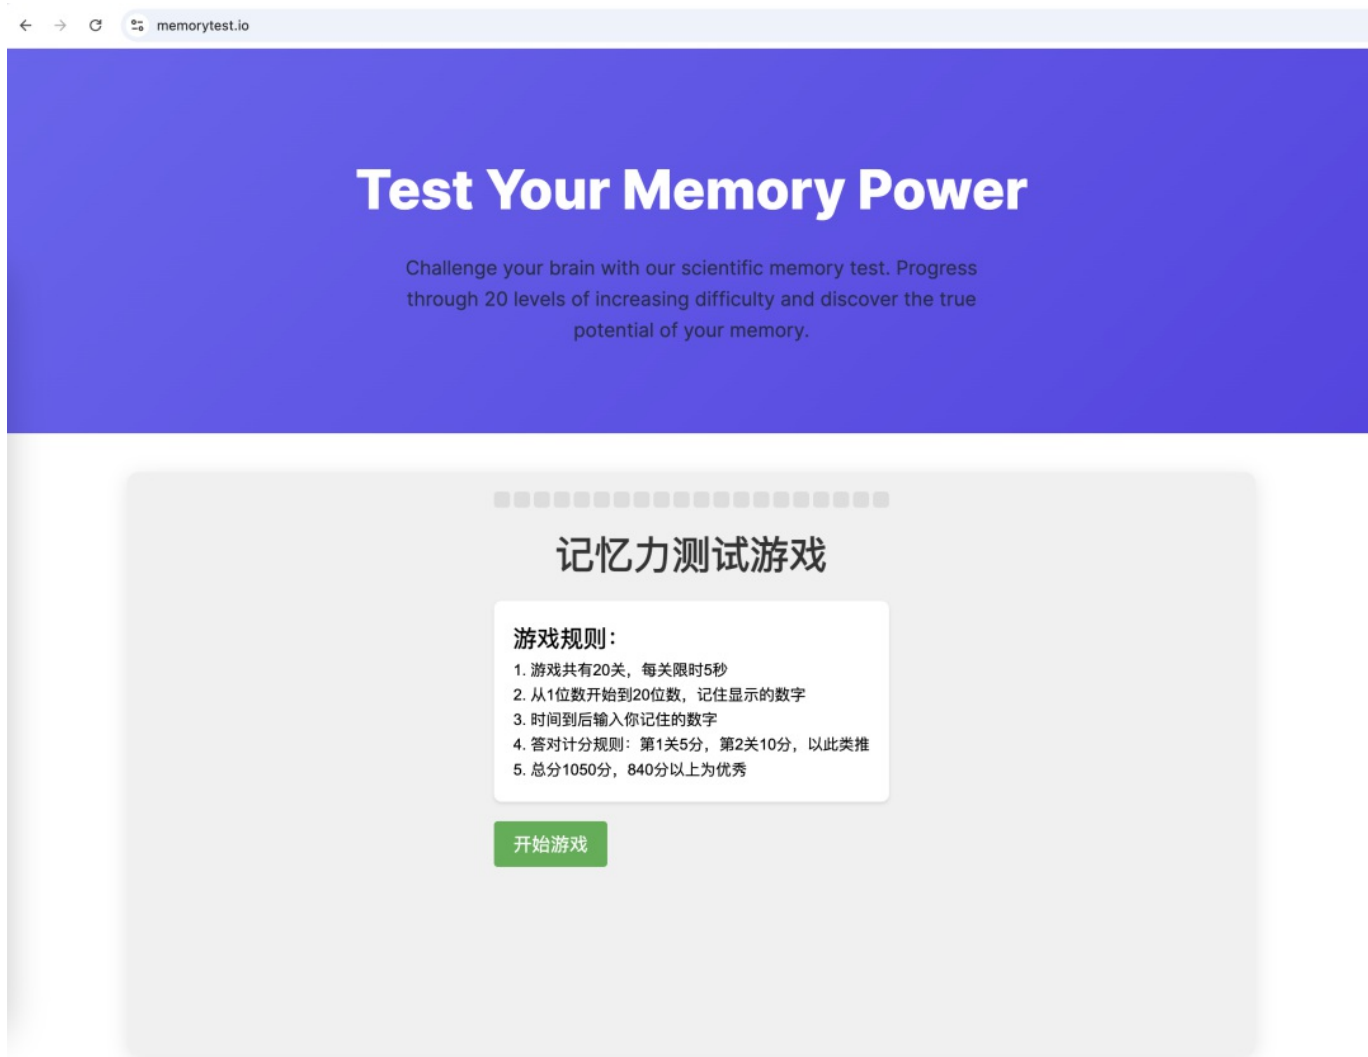 memorytest.io
Test Your Memory Power
Challenge your brain with our scientific memory test. Progress
through 20 levels of increasing difficulty and discover the true
potential of your memory.
记忆力测试游戏
游戏规则：
1. 游戏共有20关，每关限时5秒
2. 从1位数开始到20位数，记住显示的数字
3. 时间到后输入你记住的数字
4. 答对计分规则：第1关5分，第2关10分，以此类推
5. 总分1050分，840分以上为优秀
开始游戏